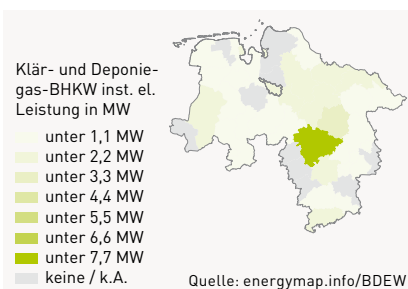 Klär- und Deponie-
gas-BHKW inst. el.
Leistung in MW
unter 1,1 MW
unter 2,2 MW
unter 3,3 MW
unter 4,4 MW
unter 5,5 MW
unter 6,6 MW
unter 7,7 MW
keine / k.A.
Quelle: energymap.info/BDEW